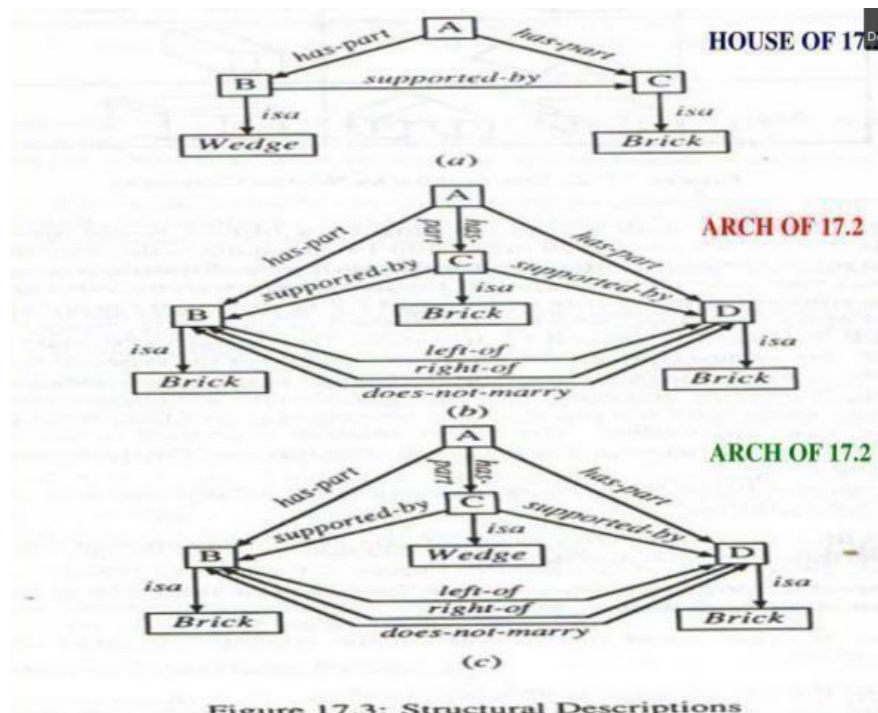 A
has-part has-part
HOUSE OF 17.2
B supported-by C
isa isa
Wedge Brick
(a)
A
has-part has-part has-part
ARCH OF 17.2
C
supported-by isa supported-by
B Brick D
isa left-of isa
right-of
Brick Brick
does-not-marry
(b)
A
has-part has-part has-part
ARCH OF 17.2
C
supported-by isa supported-by
B Wedge D
isa left-of isa
right-of
Brick Brick
does-not-marry
(c)
Figure 17.3: Structural Descriptions